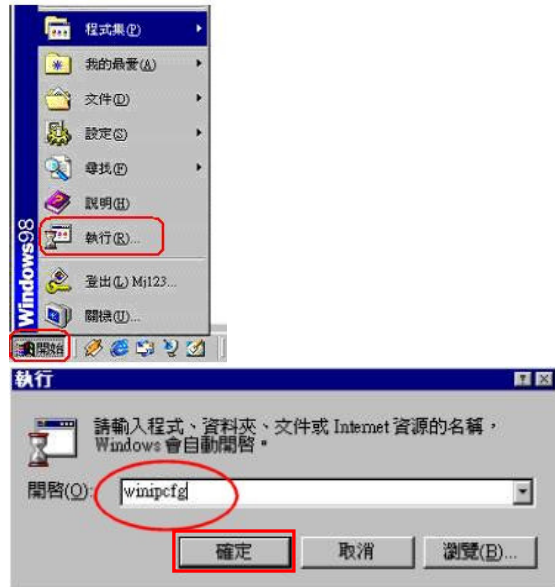 程式集(P)
我的最愛(A)
文件(D)
設定(S)
尋找(F)
說明(H)
執行(R)...
登出(L) Mj123...
關機(U)...
Windows98
開始
執行
請輸入程式、資料夾、文件或 Internet 資源的名稱，
Windows 會自動開啓。
開啓(O):
winipcfg
確定
取消
瀏覽(B)...